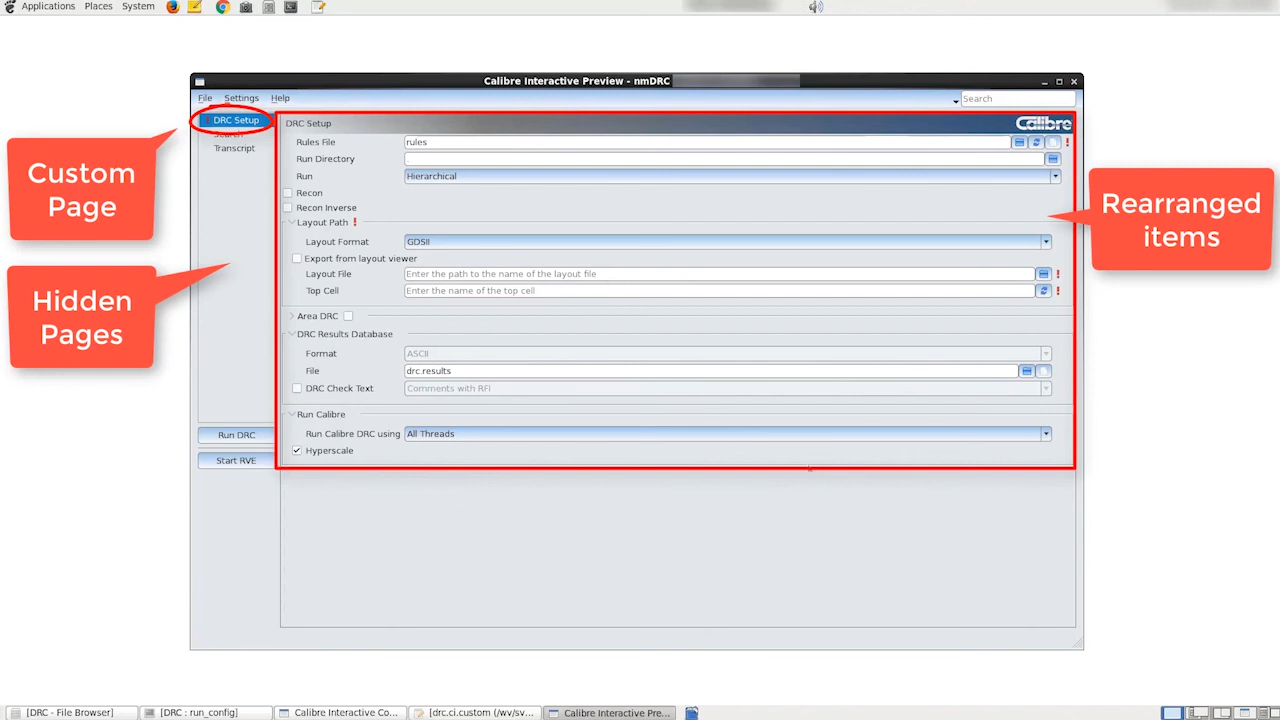 Applications Places System
Calibre Interactive Preview - nmDRC
File Settings Help
Search
DRC Setup
Search
Transcript
Run DRC
Start RVE
DRC Setup
Calibre
Rules File
rules
!
Run Directory
Run
Hierarchical
Recon
Recon Inverse
Layout Path !
Layout Format
GDSII
Export from layout viewer
Layout File
Enter the path to the name of the layout file
!
Top Cell
Enter the name of the top cell
!
Area DRC
DRC Results Database
Format
ASCII
File
drc.results
DRC Check Text
Comments with RFI
Run Calibre
Run Calibre DRC using
All Threads
Hyperscale
Custom
Page
Hidden
Pages
Rearranged
items
[DRC - File Browser]
[DRC : run_config]
Calibre Interactive Co...
[drc.ci.custom (/wv/sv...
Calibre Interactive Pre...